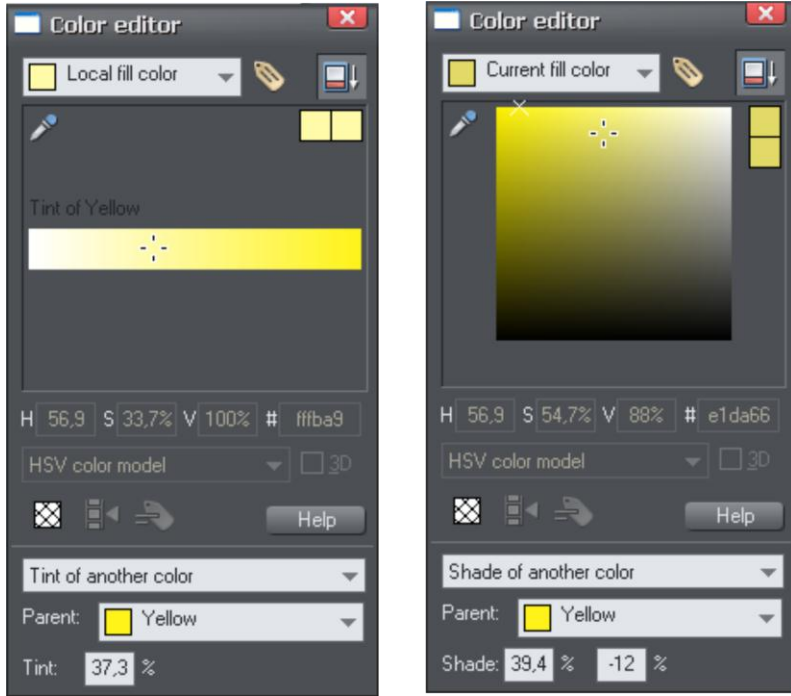 Color editor
Local fill color
Tint of Yellow
H 56,9 S 33,7% V 100% # fffba9
HSV color model 3D
Help
Tint of another color
Parent: Yellow
Tint: 37,3 %
Color editor
Current fill color
H 56,9 S 54,7% V 88% # e1da66
HSV color model 3D
Help
Shade of another color
Parent: Yellow
Shade: 39,4 % -12 %